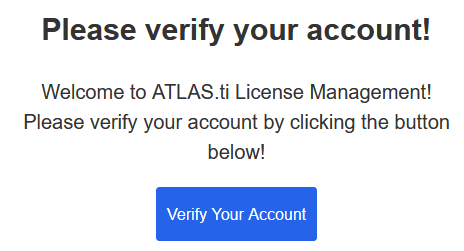 Please verify your account!
Welcome to ATLAS.ti License Management!
Please verify your account by clicking the button
below!
Verify Your Account